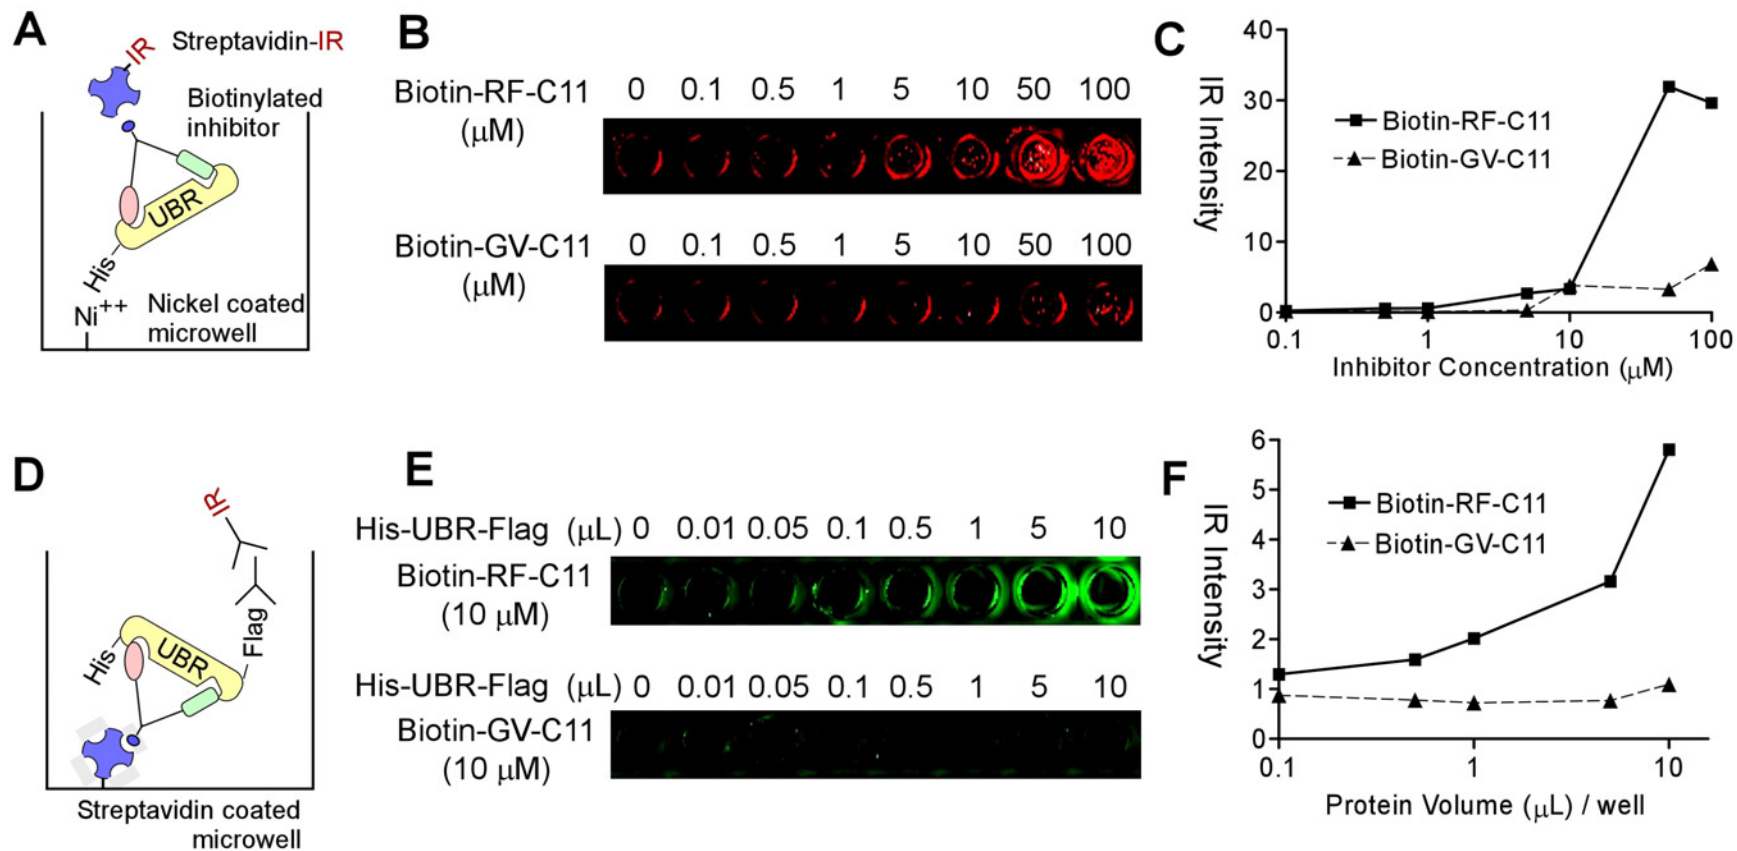 A
Streptavidin-IR
IR
Biotinylated
inhibitor
UBR
His
Ni++
Nickel coated
microwell
B
Biotin-RF-C11
(μM)
0 0.1 0.5 1 5 10 50 100
Biotin-GV-C11
(μM)
0 0.1 0.5 1 5 10 50 100
C
IR Intensity
40
30
20
10
0
Biotin-RF-C11
Biotin-GV-C11
0.1 1 10 100
Inhibitor Concentration (μM)
D
IR
Flag
UBR
His
Streptavidin coated
microwell
E
His-UBR-Flag (μL) 0 0.01 0.05 0.1 0.5 1 5 10
Biotin-RF-C11
(10 μM)
His-UBR-Flag (μL) 0 0.01 0.05 0.1 0.5 1 5 10
Biotin-GV-C11
(10 μM)
F
IR Intensity
6
5
4
3
2
1
0
Biotin-RF-C11
Biotin-GV-C11
0.1 1 10
Protein Volume (μL) / well